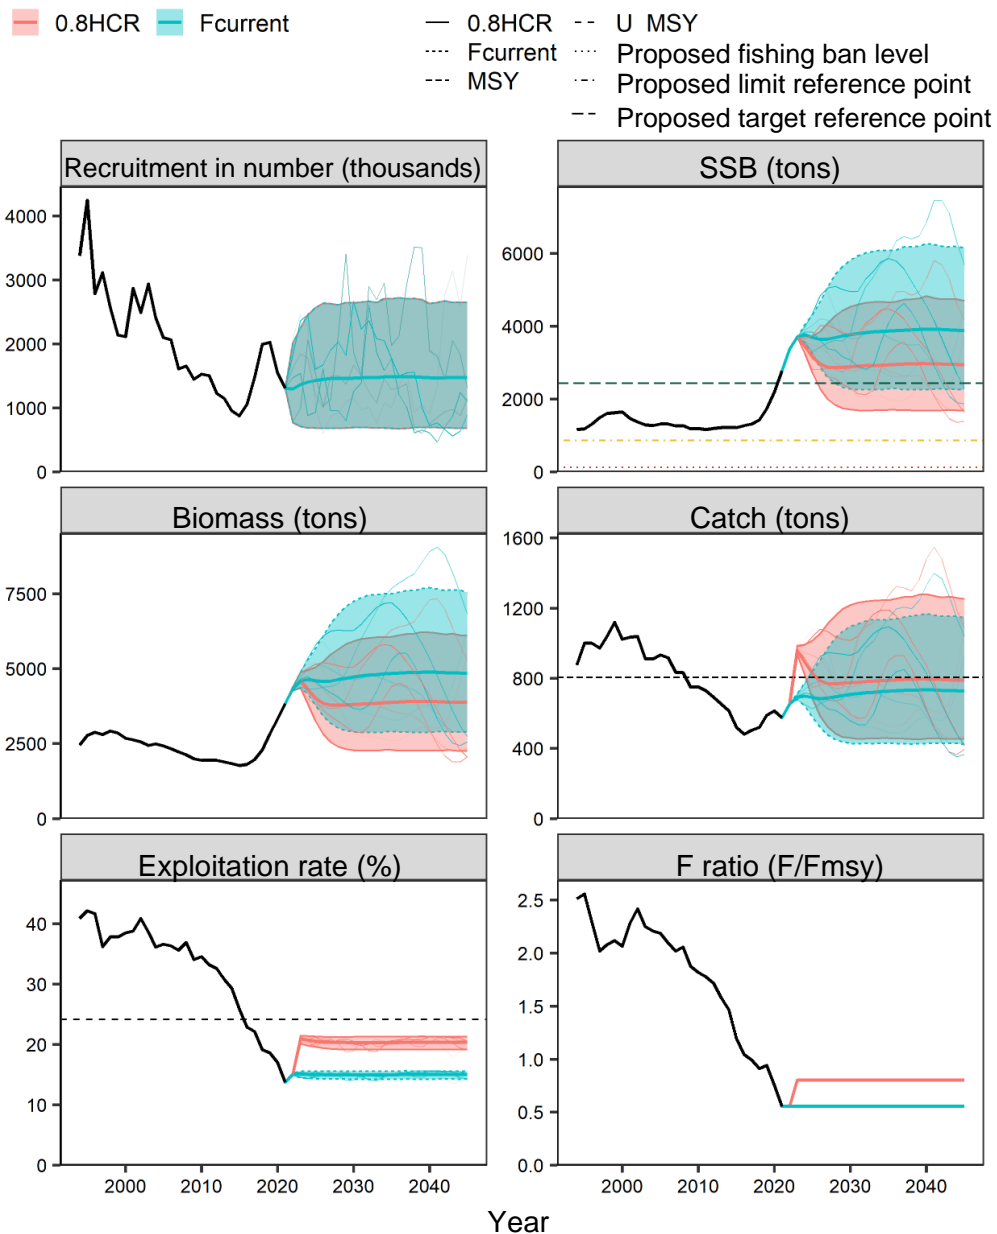 0.8HCR Fcurrent
0.8HCR U MSY
Fcurrent Proposed fishing ban level
MSY Proposed limit reference point
Proposed target reference point
Recruitment in number (thousands) SSB (tons)
4000
3000
2000
1000
0
6000
4000
2000
0
Biomass (tons) Catch (tons)
7500
5000
2500
0
1600
1200
800
400
0
Exploitation rate (%) F ratio (F/Fmsy)
40
30
20
10
0
2.5
2.0
1.5
1.0
0.5
0.0
2000 2010 2020 2030 2040 2000 2010 2020 2030 2040
Year